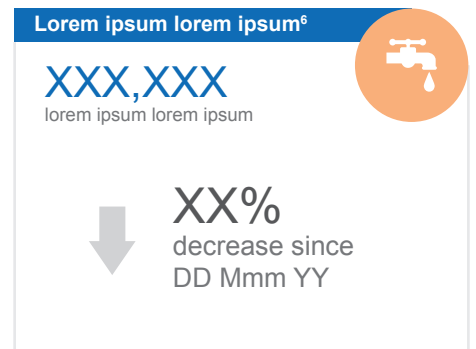 Lorem ipsum lorem ipsum⁶
XXX,XXX
lorem ipsum lorem ipsum
XX%
decrease since
DD Mmm YY